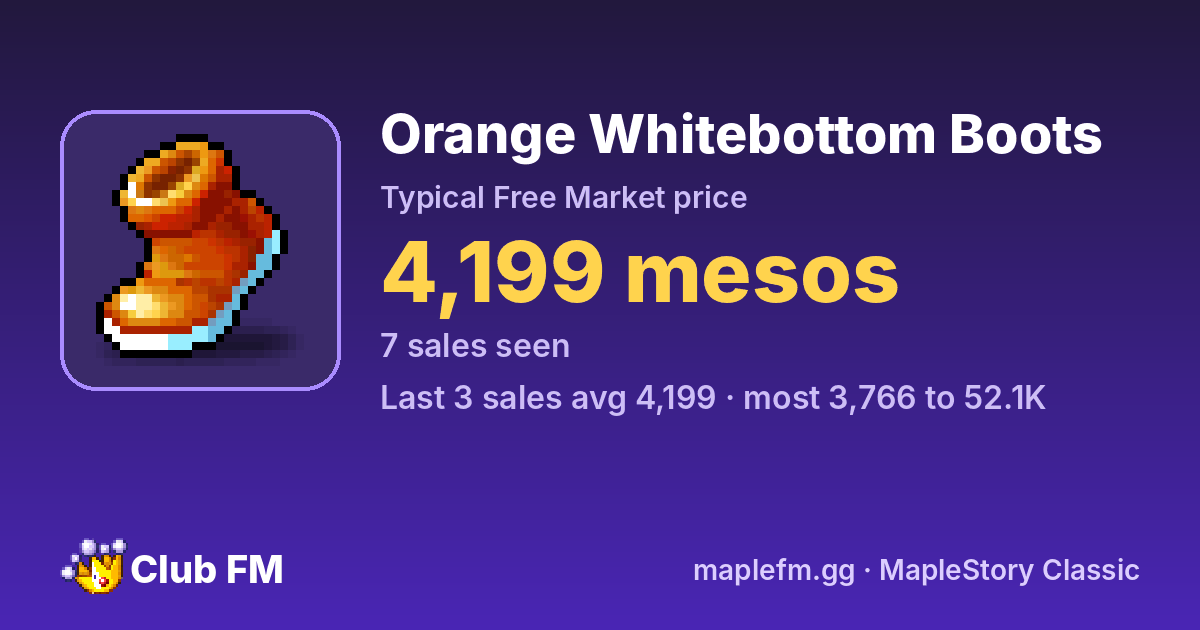 Orange Whitebottom Boots
Typical Free Market price
4,199 mesos
7 sales seen
Last 3 sales avg 4,199 · most 3,766 to 52.1K
Club FM
maplefm.gg · MapleStory Classic